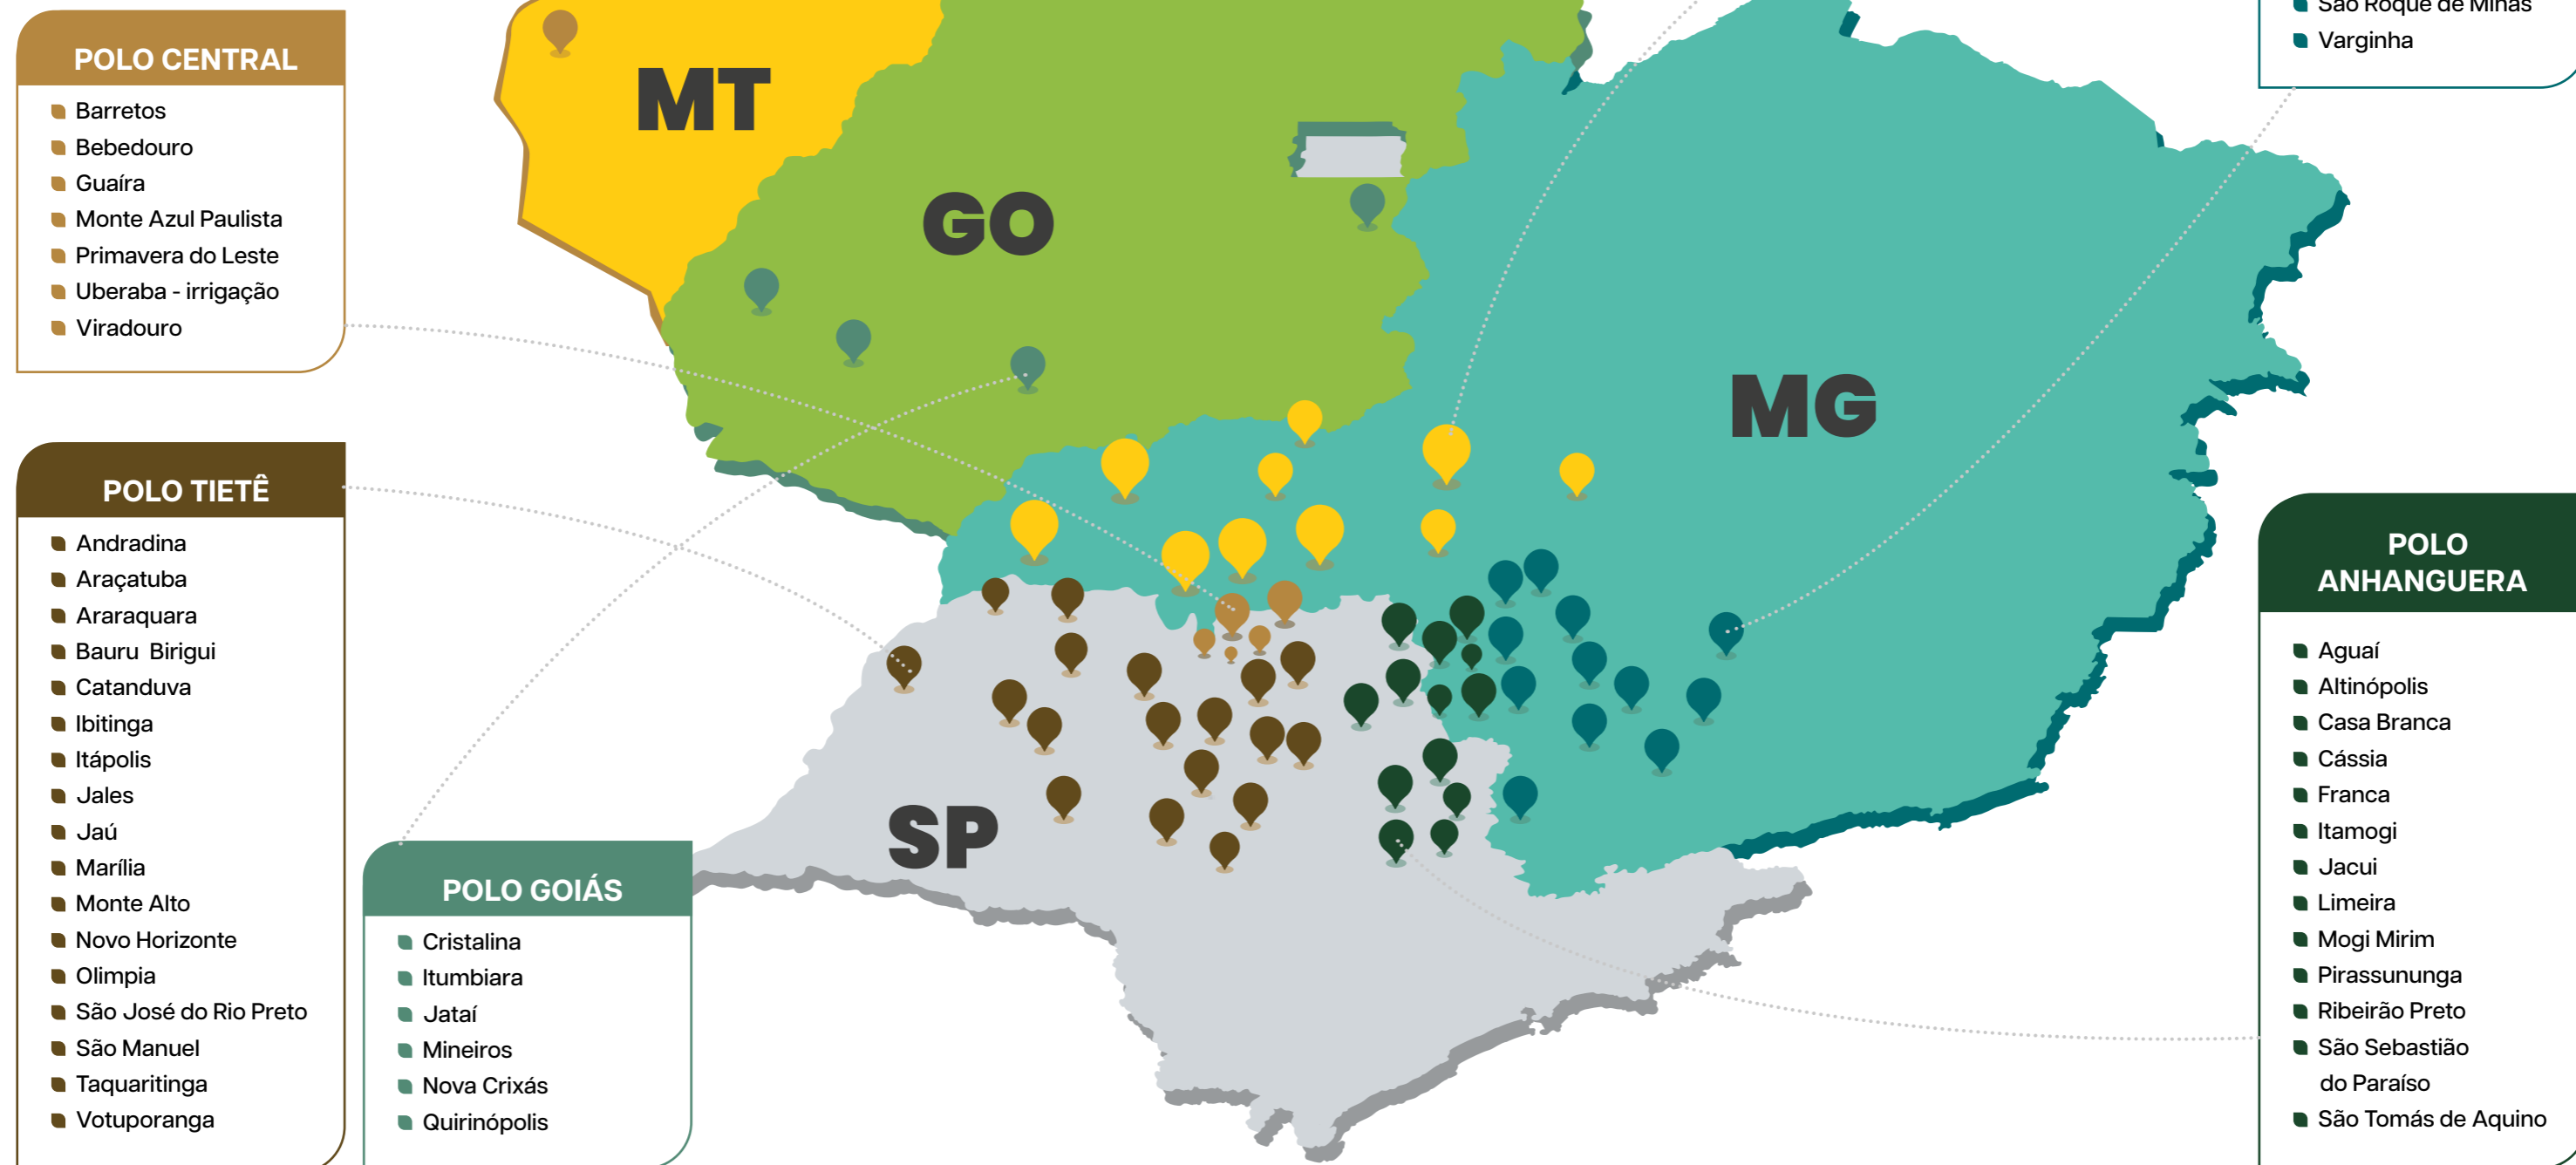 POLO CENTRAL
Barretos
Bebedouro
Guaíra
Monte Azul Paulista
Primavera do Leste
Uberaba - irrigação
Viradouro
POLO TIETÊ
Andradina
Araçatuba
Araraquara
Bauru Birigui
Catanduva
Ibitinga
Itápolis
Jales
Jaú
Marília
Monte Alto
Novo Horizonte
Olimpia
São José do Rio Preto
São Manuel
Taquaritinga
Votuporanga
POLO GOIÁS
Cristalina
Itumbiara
Jataí
Mineiros
Nova Crixás
Quirinópolis
MT
GO
MG
SP
São Roque de Minas
Varginha
POLO
ANHANGUERA
Aguaí
Altinópolis
Casa Branca
Cássia
Franca
Itamogi
Jacui
Limeira
Mogi Mirim
Pirassununga
Ribeirão Preto
São Sebastião
do Paraíso
São Tomás de Aquino